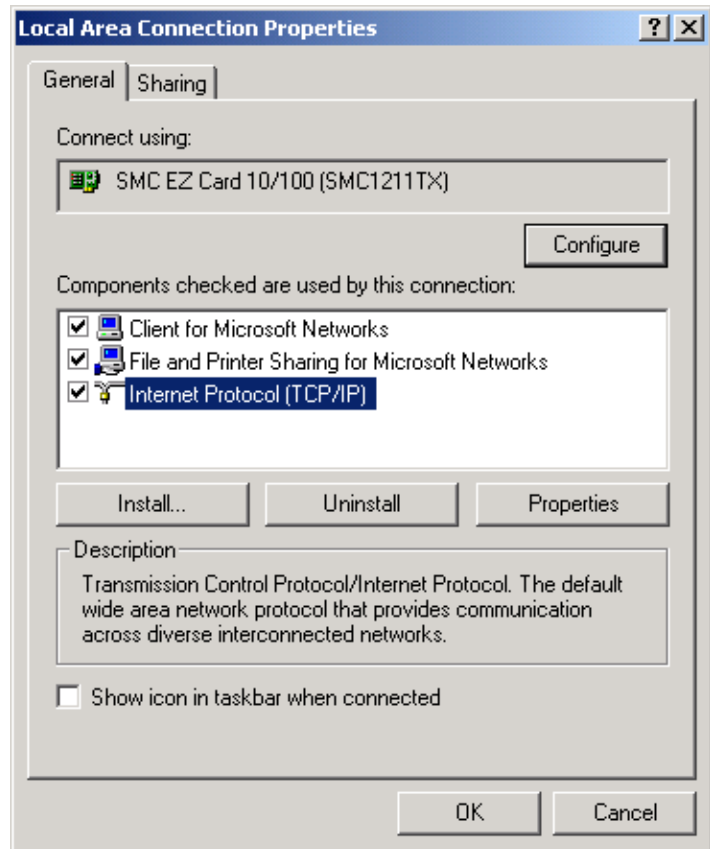 Local Area Connection Properties
General Sharing
Connect using:
SMC EZ Card 10/100 (SMC1211TX)
Configure
Components checked are used by this connection:
Client for Microsoft Networks
File and Printer Sharing for Microsoft Networks
Internet Protocol (TCP/IP)
Install... Uninstall Properties
Description
Transmission Control Protocol/Internet Protocol. The default
wide area network protocol that provides communication
across diverse interconnected networks.
Show icon in taskbar when connected
OK Cancel